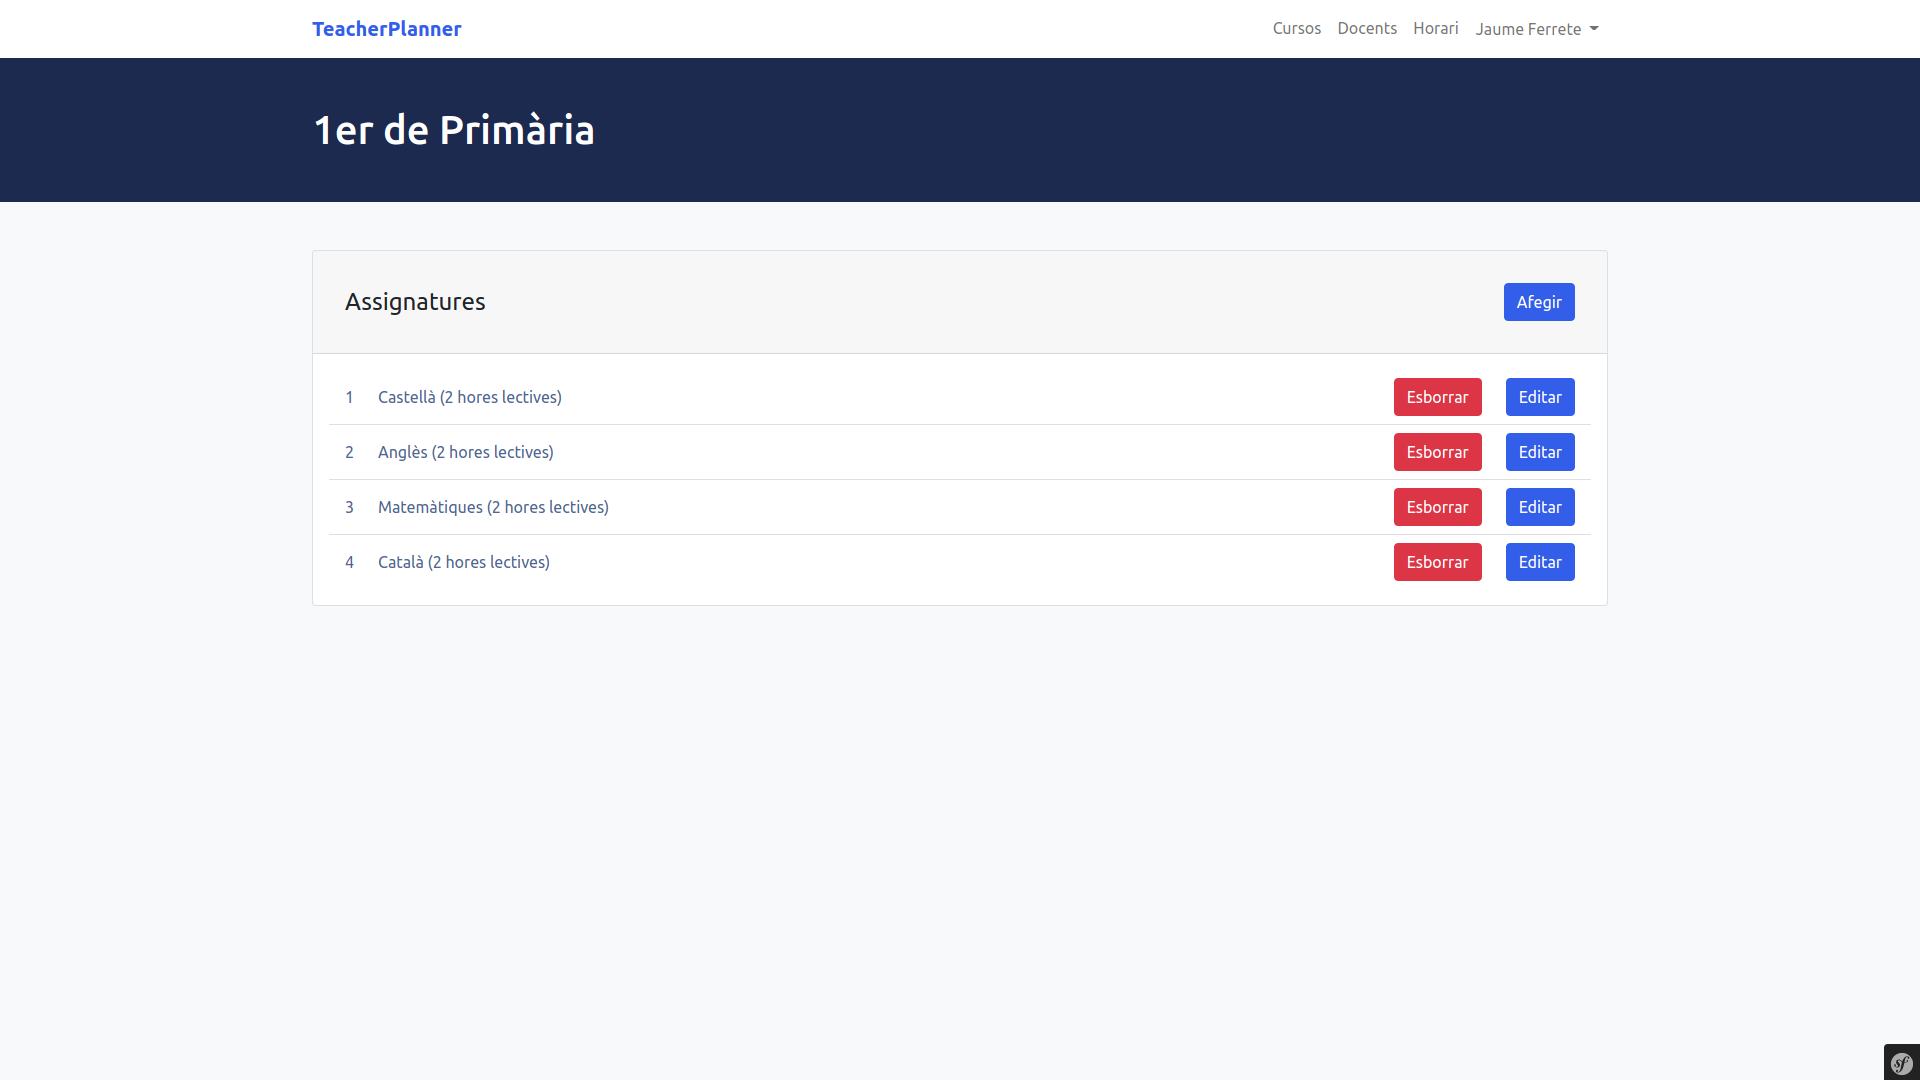 TeacherPlanner Cursos Docents Horari Jaume Ferrete
1er de Primària
Assignatures Afegir
1 Castellà (2 hores lectives) Esborrar Editar
2 Anglès (2 hores lectives) Esborrar Editar
3 Matemàtiques (2 hores lectives) Esborrar Editar
4 Català (2 hores lectives) Esborrar Editar
sf